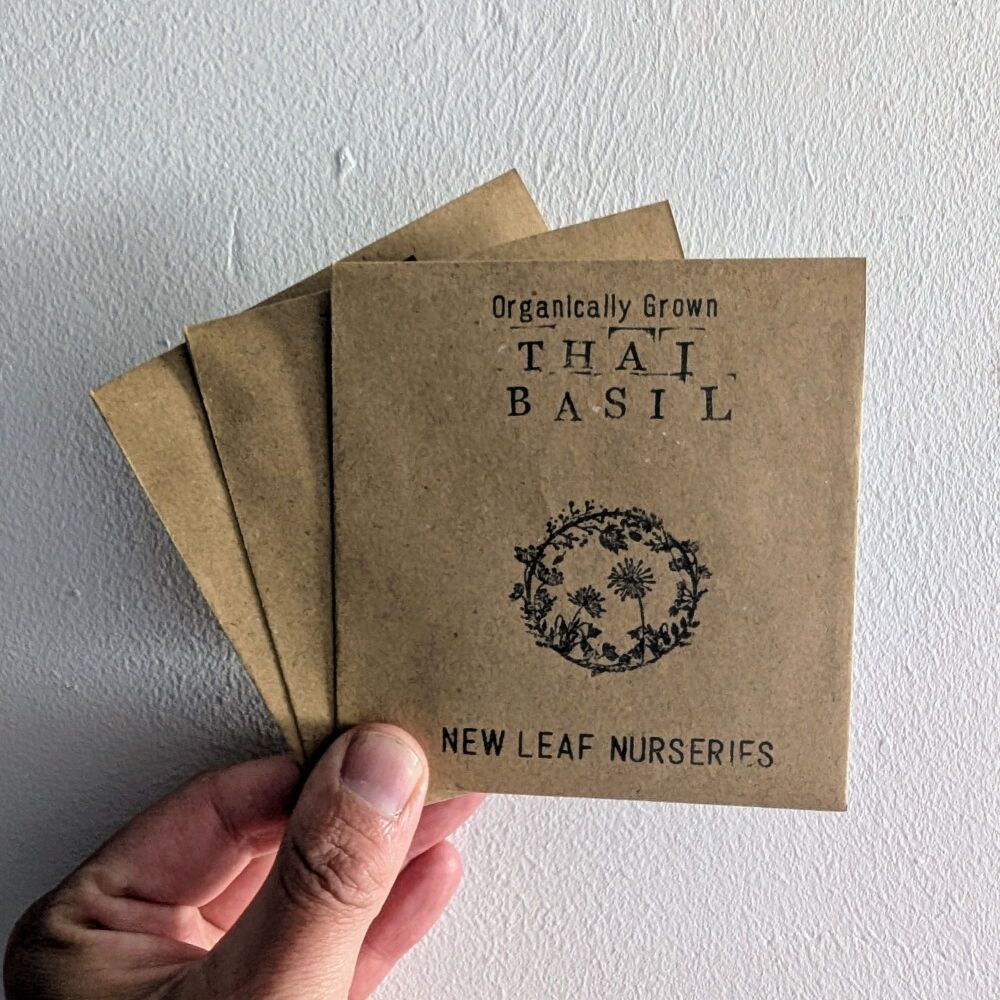 Organically Grown
THAI
BASIL
NEW LEAF NURSERIES